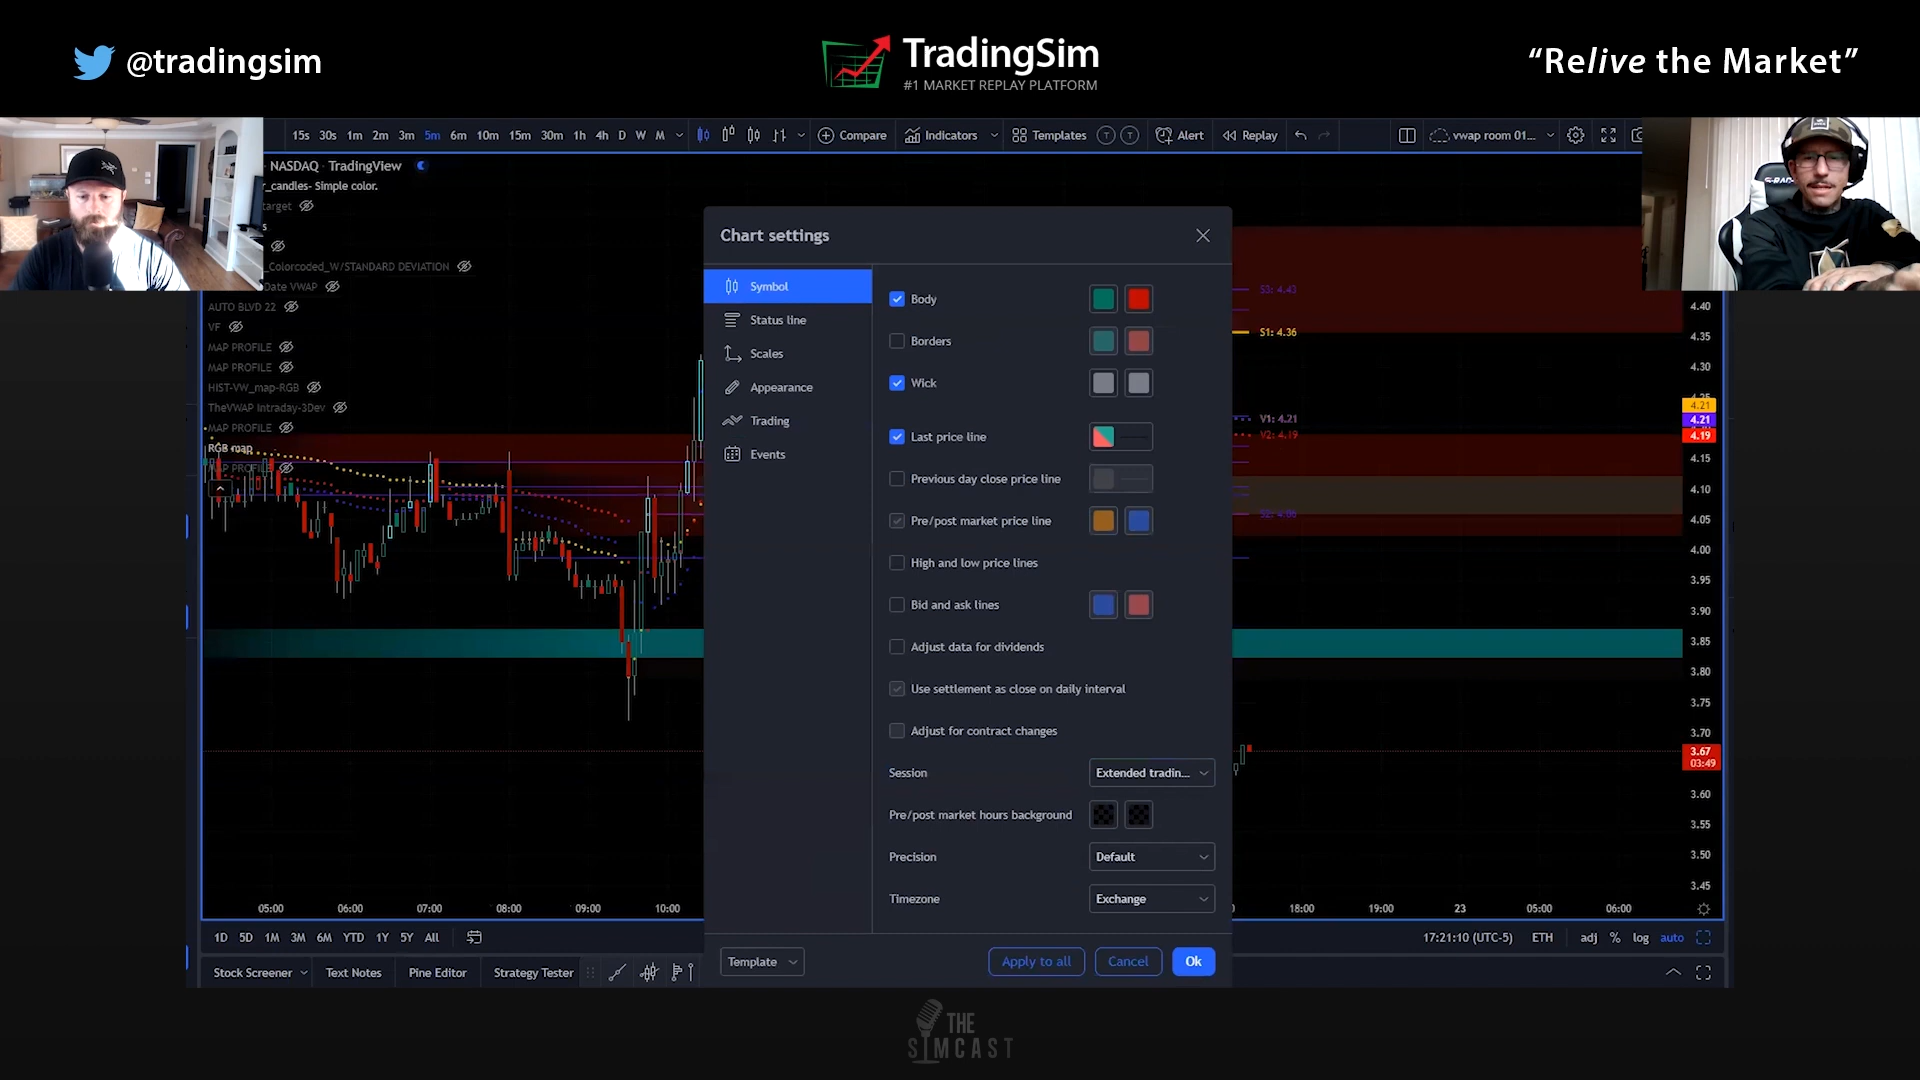 @tradingsim
TradingSim
#1 MARKET REPLAY PLATFORM
“Relive the Market”
15s 30s 1m 2m 3m 5m 6m 10m 15m 30m 1h 4h D W M
Compare
Indicators
Templates
T T
Alert
Replay
vwap room 01...
NASDAQ · TradingView
r_candles- Simple color.
target
s
_Colorcoded_W/STANDARD DEVIATION
Date VWAP
AUTO BLVD 22
VF
MAP PROFILE
MAP PROFILE
HIST-VW_map-RGB
TheVWAP Intraday-3Dev
MAP PROFILE
RGB map
MAP PROFILE
Chart settings
Symbol
Status line
Scales
Appearance
Trading
Events
Body
Borders
Wick
Last price line
Previous day close price line
Pre/post market price line
High and low price lines
Bid and ask lines
Adjust data for dividends
Use settlement as close on daily interval
Adjust for contract changes
Session
Extended tradin...
Pre/post market hours background
Precision
Default
Timezone
Exchange
Template
Apply to all
Cancel
Ok
S3: 4.43
S1: 4.36
V1: 4.21
V2: 4.19
S2: 4.06
4.40
4.35
4.30
4.25
4.21
4.21
4.19
4.15
4.10
4.05
4.00
3.95
3.90
3.85
3.80
3.75
3.70
3.67
03:49
3.60
3.55
3.50
3.45
05:00 06:00 07:00 08:00 09:00 10:00
18:00 19:00 23 05:00 06:00
1D 5D 1M 3M 6M YTD 1Y 5Y All
17:21:10 (UTC-5)
ETH
adj % log auto
Stock Screener
Text Notes
Pine Editor
Strategy Tester
THE
SIMCAST